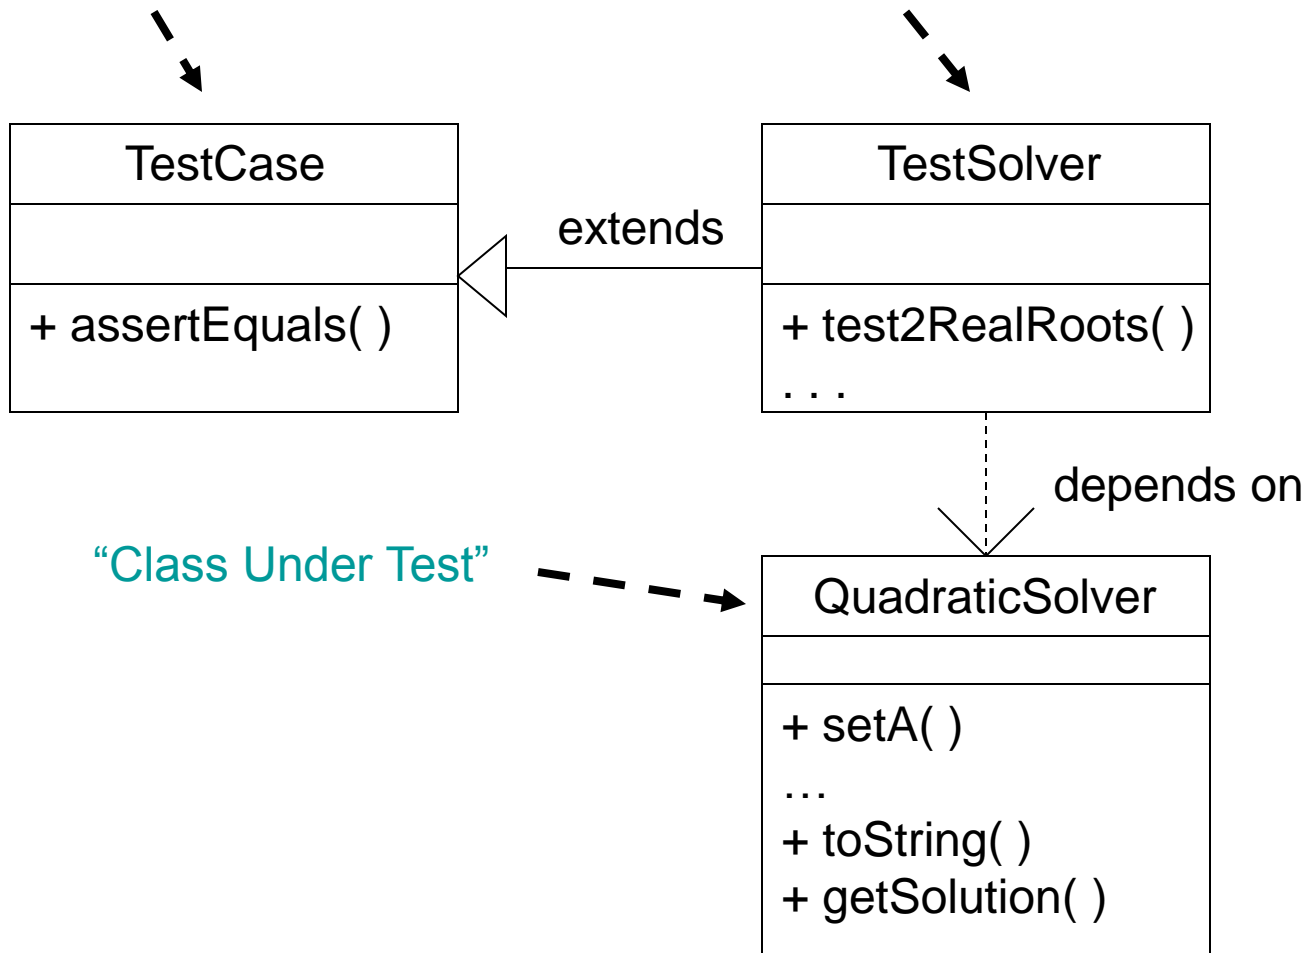 TestCase
TestSolver
extends
+ assertEquals( )
+ test2RealRoots( )
. . .
depends on
“Class Under Test”
QuadraticSolver
+ setA( )
…
+ toString( )
+ getSolution( )